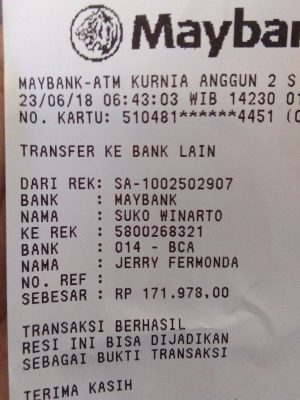 Maybank
MAYBANK-ATM KURNIA ANGGUN 2 S
23/06/18 06:43:03 WIB 14230
NO. KARTU: 510481******4451
TRANSFER KE BANK LAIN
DARI REK: SA-1002502907
BANK : MAYBANK
NAMA : SUKO WINARTO
KE REK : 5800268321
BANK : 014 - BCA
NAMA : JERRY FERMONDA
NO. REF :
SEBESAR : RP 171.978,00
TRANSAKSI BERHASIL
RESI INI BISA DIJADIKAN
SEBAGAI BUKTI TRANSAKSI
TERIMA KASIH